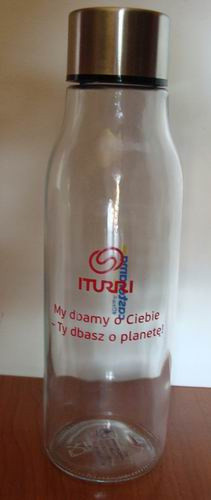 ITURRI
My dbamy o Ciebie
- Ty dbasz o planetę!